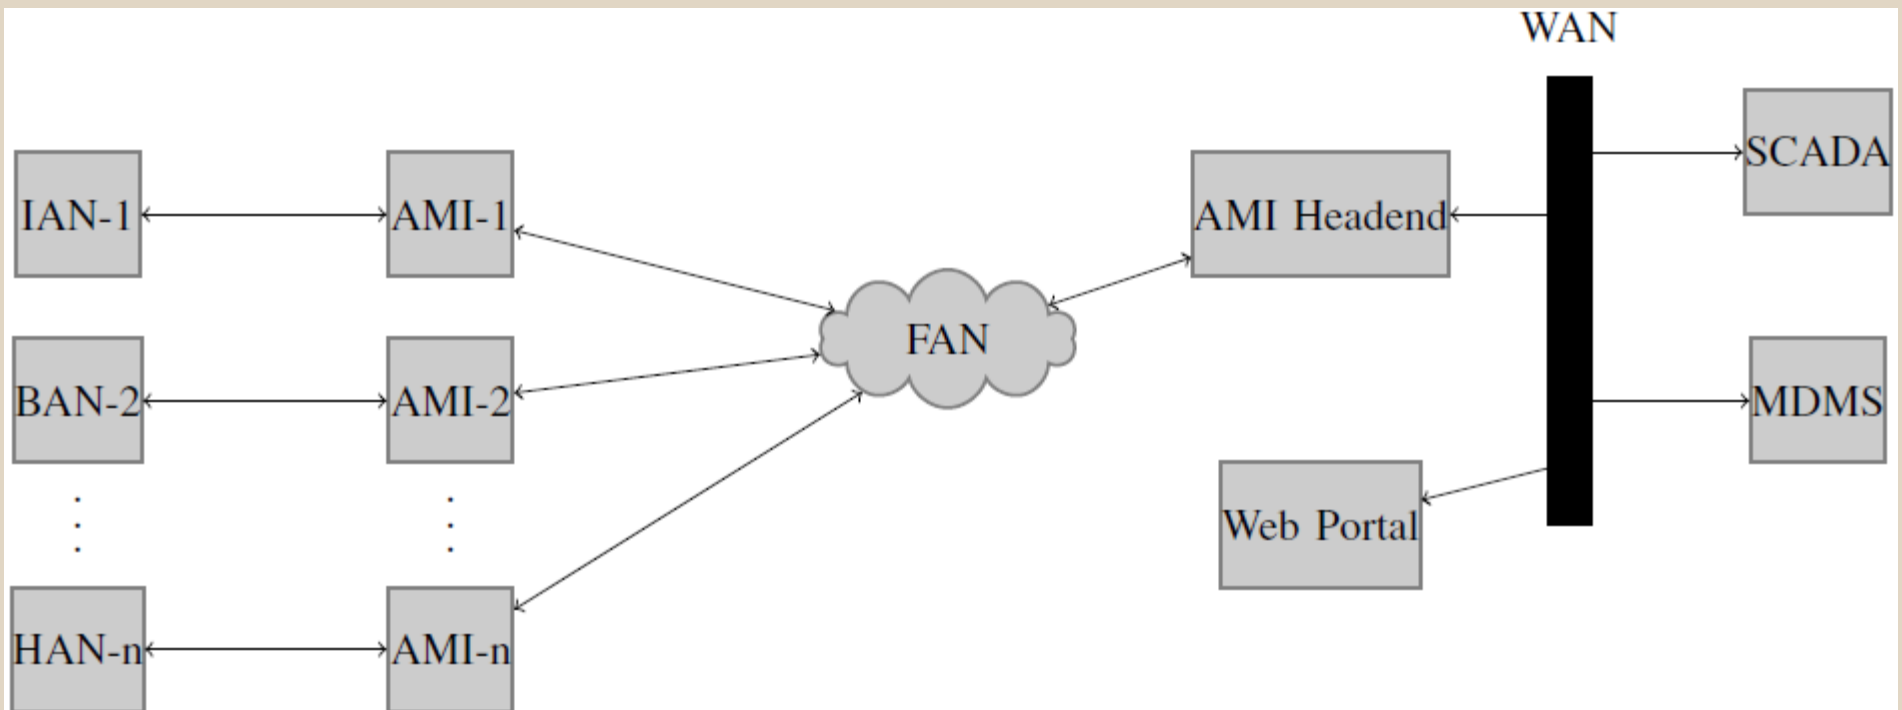 WAN
SCADA
IAN-1
AMI-1
AMI Headend
FAN
BAN-2
AMI-2
MDMS
Web Portal
HAN-n
AMI-n